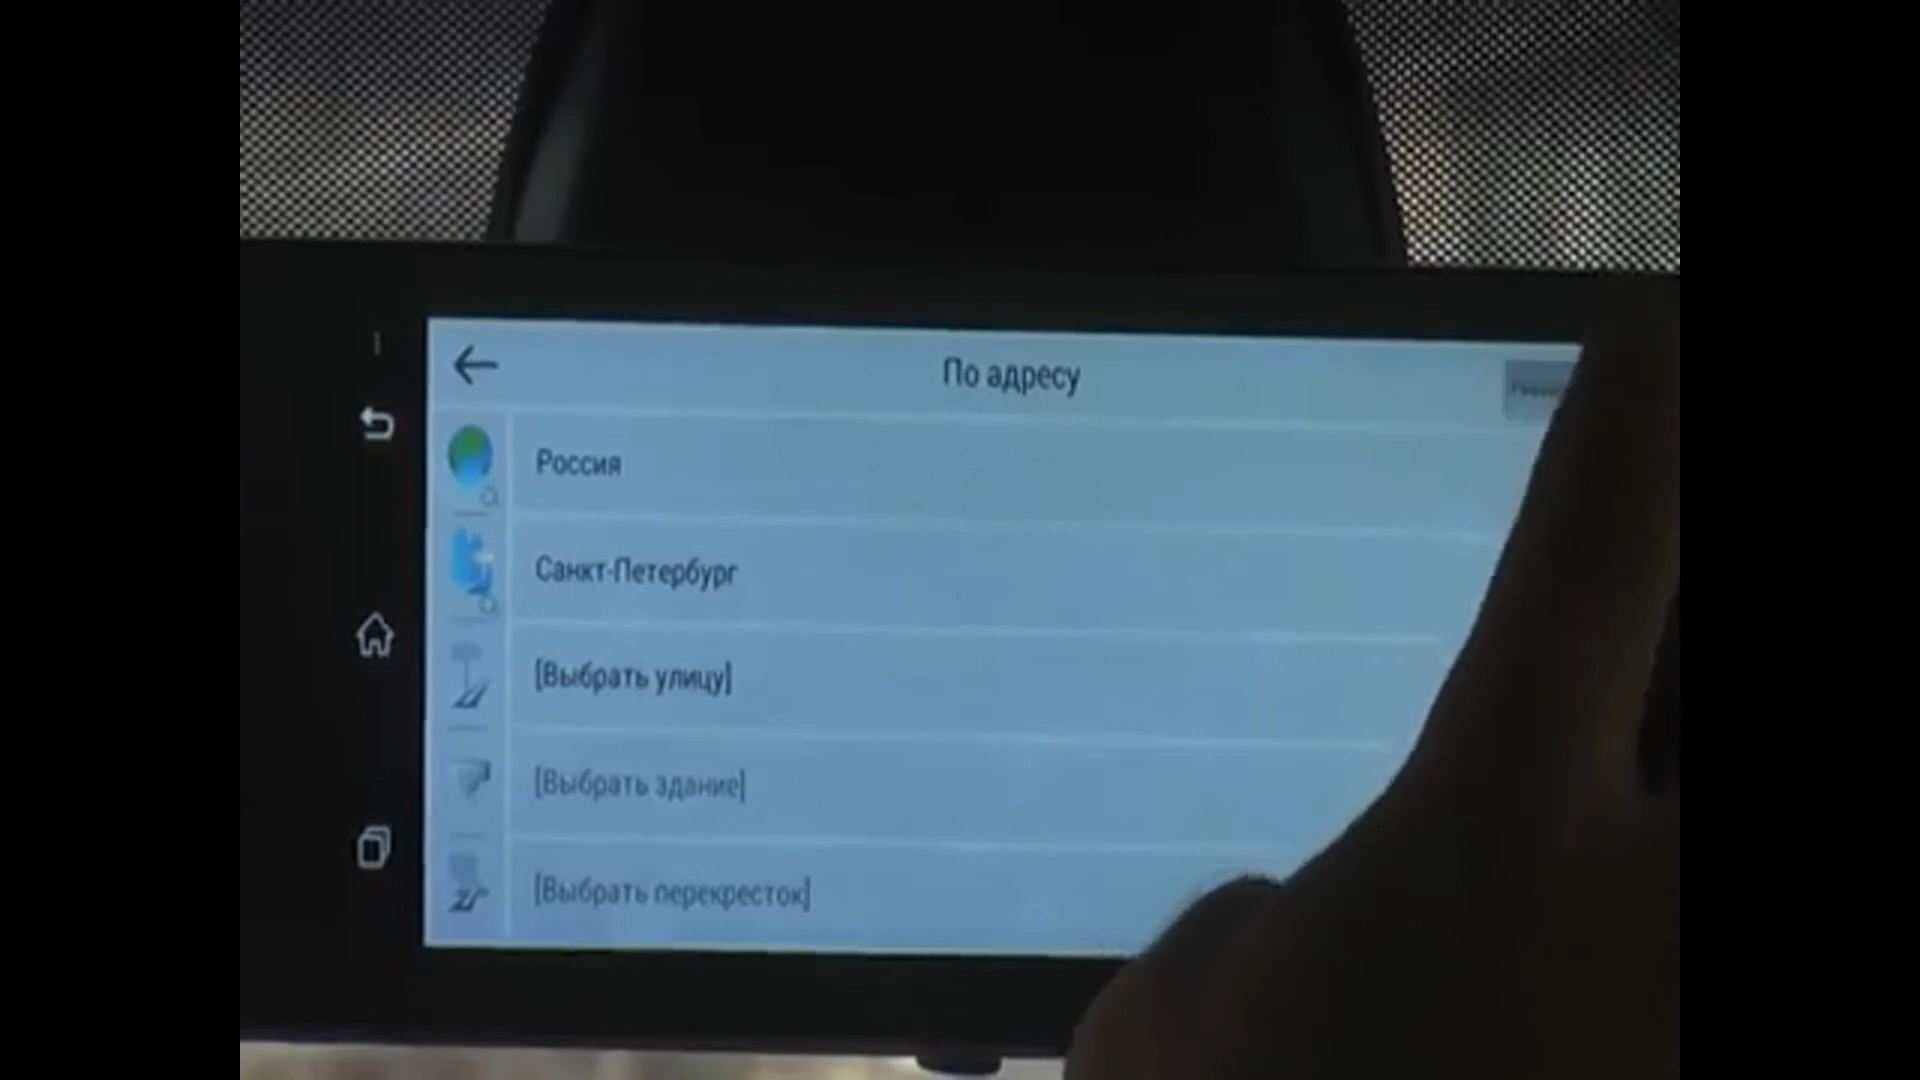 По адресу
Россия
Санкт-Петербург
[Выбрать улицу]
[Выбрать здание]
[Выбрать перекресток]